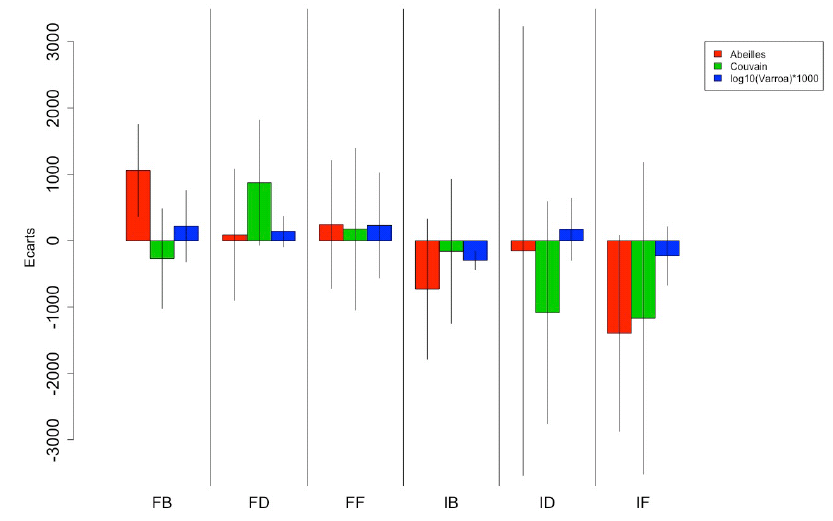 3000
2000
1000
0
-1000
-2000
-3000
Ecarts
Abeilles
Couvain
log10(Varroa)*1000
FB FD FF IB ID IF